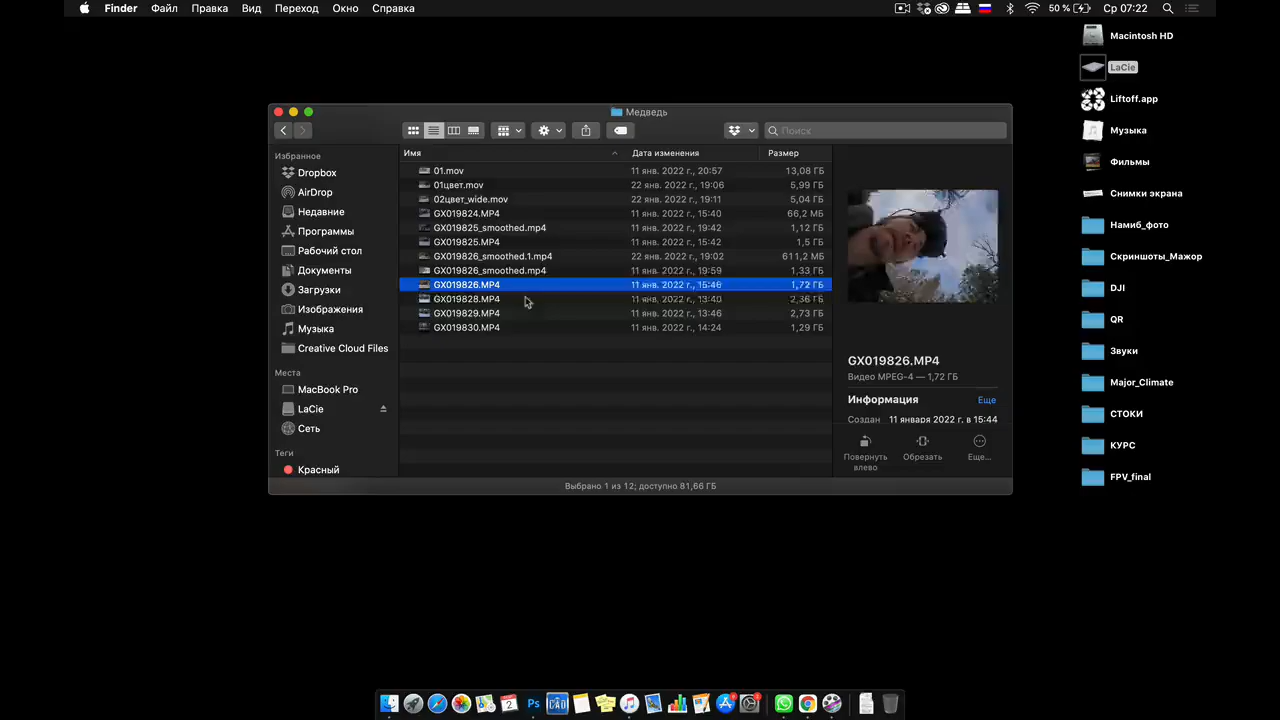 Finder Файл Правка Вид Переход Окно Справка 50 % Ср 07:22
Macintosh HD
LaCie
Liftoff.app
Музыка
Фильмы
Снимки экрана
Намиб_фото
Скриншоты_Мажор
DJI
QR
Звуки
Major_Climate
СТОКИ
КУРС
FPV_final
Медведь
Поиск
Избранное
Dropbox
AirDrop
Недавние
Программы
Рабочий стол
Документы
Загрузки
Изображения
Музыка
Creative Cloud Files
Места
MacBook Pro
LaCie
Сеть
Теги
Красный
Имя Дата изменения Размер
01.mov 11 янв. 2022 г., 20:57 13,08 ГБ
01цвет.mov 22 янв. 2022 г., 19:06 5,99 ГБ
02цвет_wide.mov 22 янв. 2022 г., 19:11 5,04 ГБ
GX019824.MP4 11 янв. 2022 г., 15:40 66,2 МБ
GX019825_smoothed.mp4 11 янв. 2022 г., 19:42 1,12 ГБ
GX019825.MP4 11 янв. 2022 г., 15:42 1,5 ГБ
GX019826_smoothed.1.mp4 22 янв. 2022 г., 19:02 611,2 МБ
GX019826_smoothed.mp4 11 янв. 2022 г., 19:59 1,33 ГБ
GX019826.MP4 11 янв. 2022 г., 15:46 1,72 ГБ
GX019828.MP4 11 янв. 2022 г., 13:40 2,36 ГБ
GX019829.MP4 11 янв. 2022 г., 13:46 2,73 ГБ
GX019830.MP4 11 янв. 2022 г., 14:24 1,29 ГБ
GX019826.MP4
Видео MPEG-4 — 1,72 ГБ
Информация Еще
Создан 11 января 2022 г. в 15:44
Повернуть влево
Обрезать
Еще...
Выбрано 1 из 12; доступно 81,66 ГБ
Ps
CAD
2